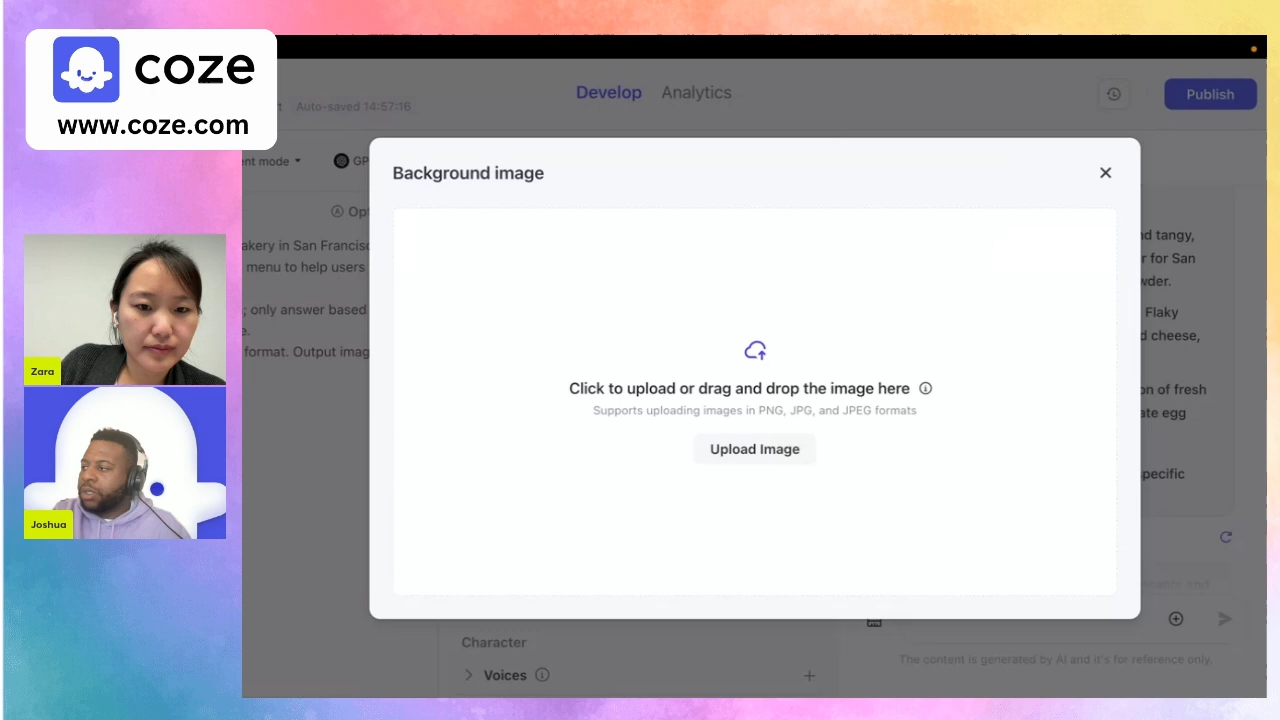 coze
www.coze.com
Auto-saved 14:57:16
Develop
Analytics
Publish
mode
Background image
akery in San Francisc
menu to help users
; only answer based
format. Output imag
Click to upload or drag and drop the image here
Supports uploading images in PNG, JPG, and JPEG formats
Upload Image
nd tangy,
r for San
wder.
Flaky
d cheese,
on of fresh
ate egg
pecific
Zara
Joshua
Character
Voices
The content is generated by AI and it's for reference only.